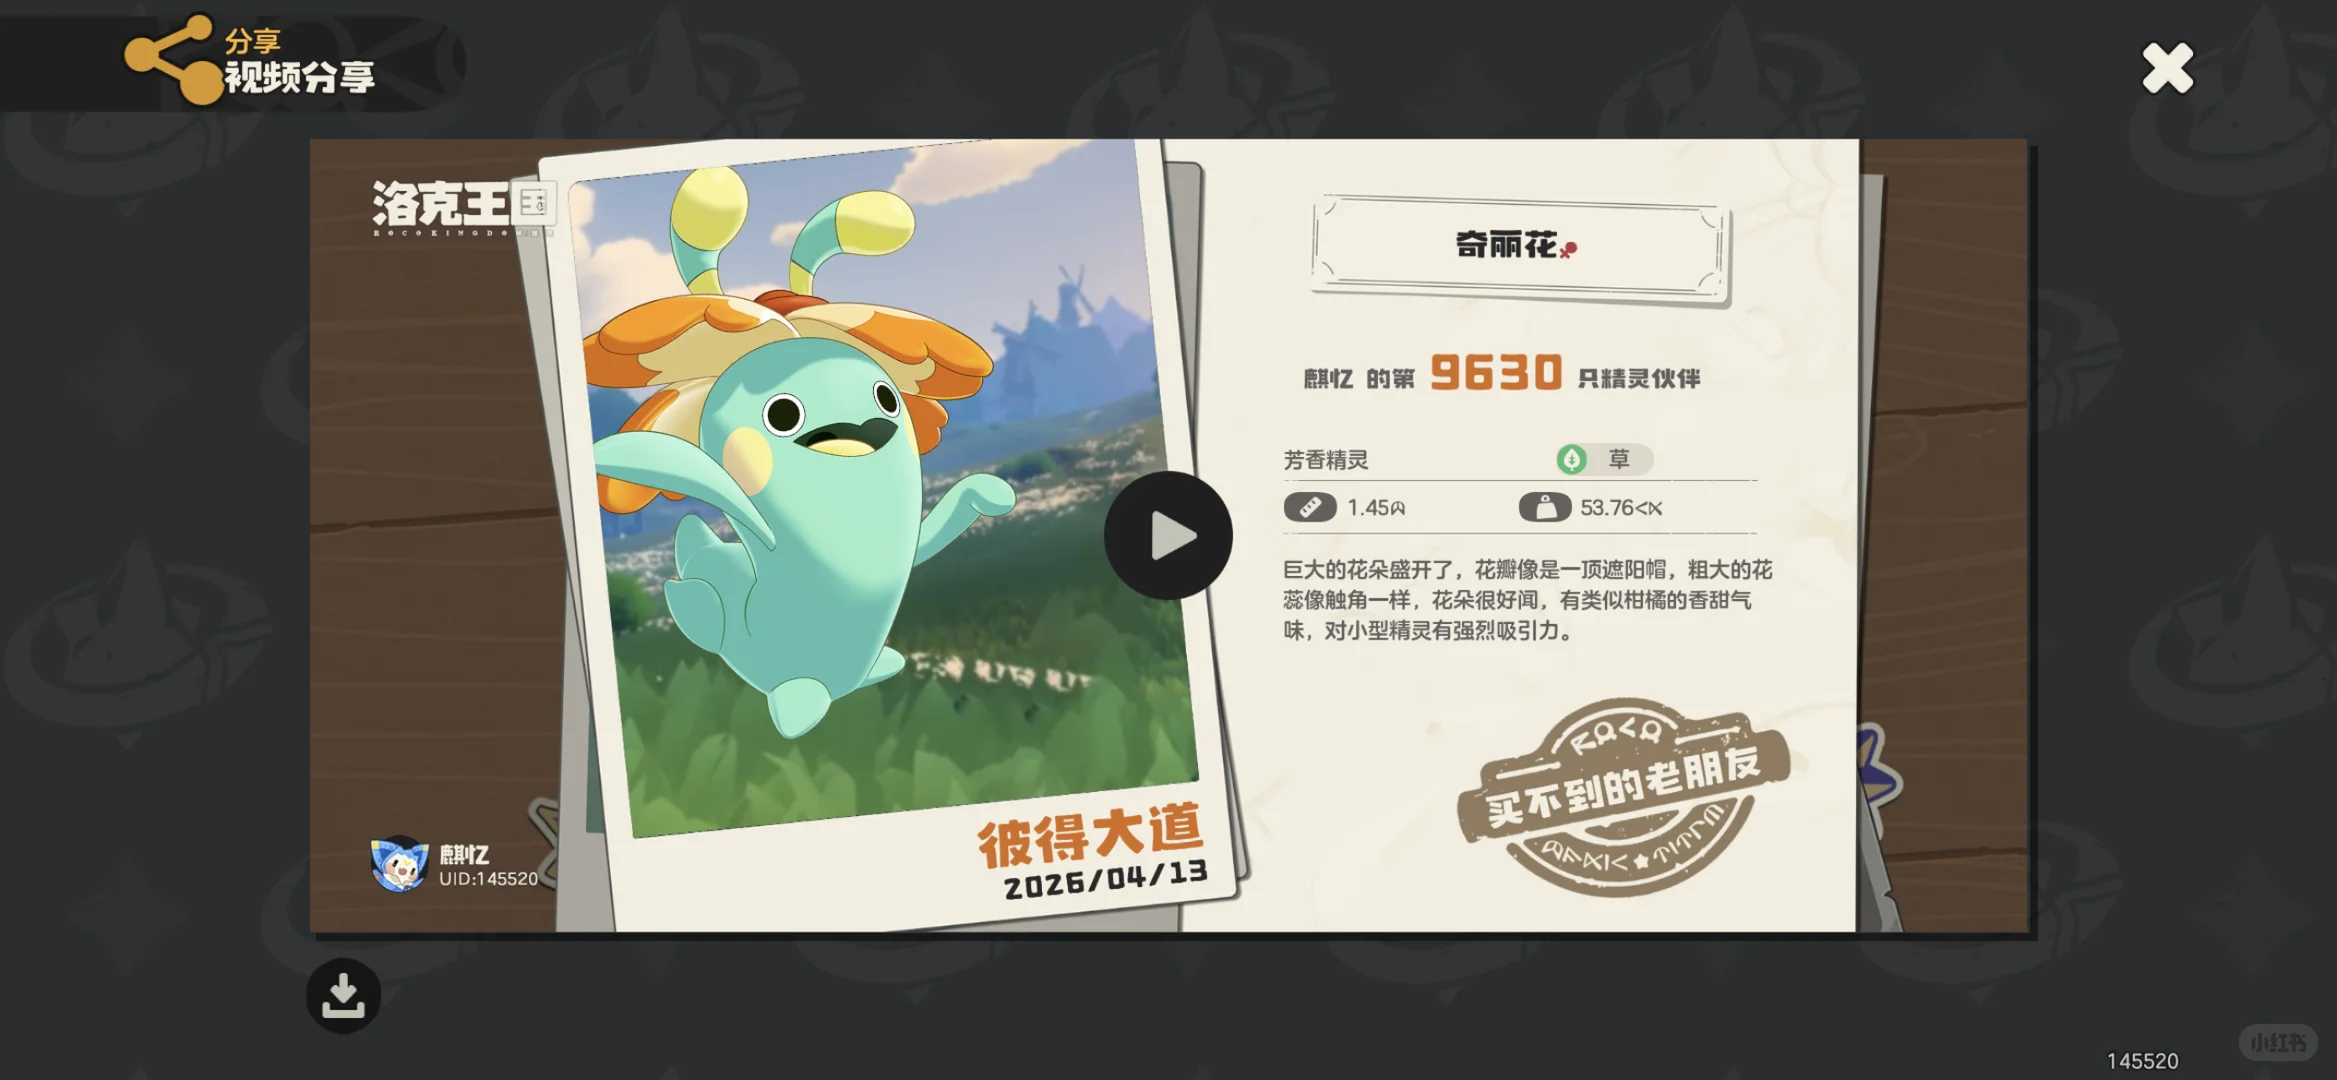 分享
视频分享
洛克王国
ROCOKINGDOM
奇丽花
麒忆 的第 9630 只精灵伙伴
芳香精灵
草
1.45
53.76
巨大的花朵盛开了，花瓣像是一顶遮阳帽，粗大的花
蕊像触角一样，花朵很好闻，有类似柑橘的香甜气
味，对小型精灵有强烈吸引力。
买不到的老朋友
彼得大道
2026/04/13
麒忆
UID:145520
145520
小红书